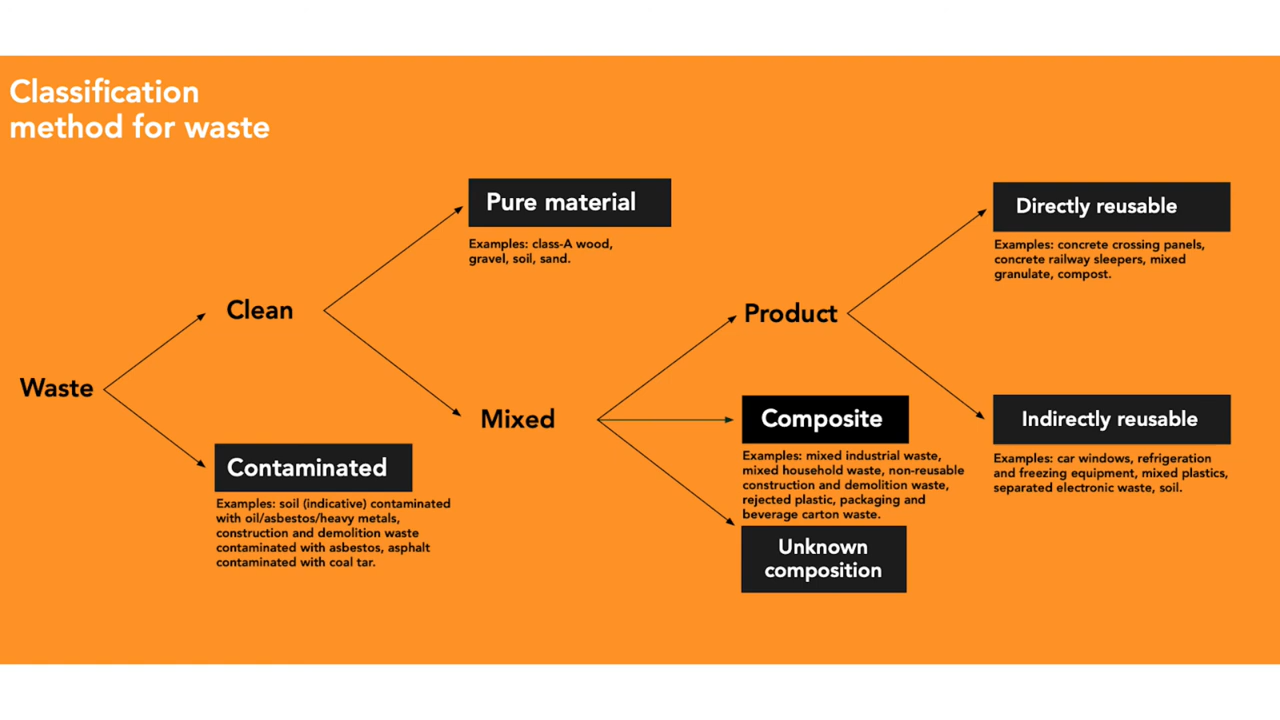 Classification
method for waste
Pure material
Examples: class-A wood,
gravel, soil, sand.
Directly reusable
Examples: concrete crossing panels,
concrete railway sleepers, mixed
granulate, compost.
Clean
Product
Waste
Mixed
Composite
Examples: mixed industrial waste,
mixed household waste, non-reusable
construction and demolition waste,
rejected plastic, packaging and
beverage carton waste.
Indirectly reusable
Examples: car windows, refrigeration
and freezing equipment, mixed plastics,
separated electronic waste, soil.
Contaminated
Examples: soil (indicative) contaminated
with oil/asbestos/heavy metals,
construction and demolition waste
contaminated with asbestos, asphalt
contaminated with coal tar.
Unknown
composition